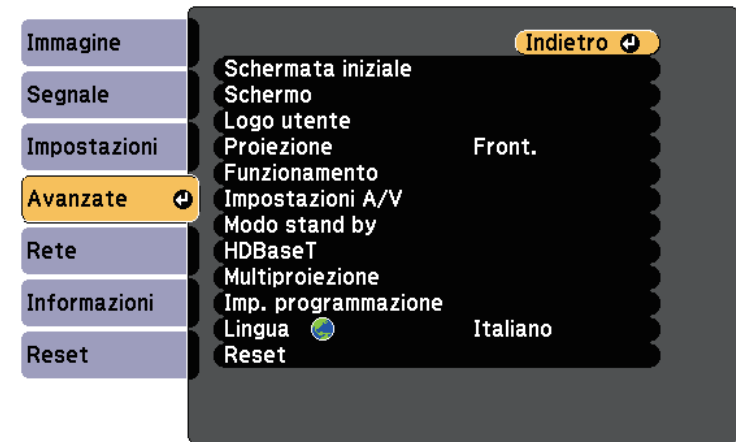 Immagine
Segnale
Impostazioni
Avanzate
Rete
Informazioni
Reset
Indietro
Schermata iniziale
Schermo
Logo utente
Proiezione Front.
Funzionamento
Impostazioni A/V
Modo stand by
HDBaseT
Multiproiezione
Imp. programmazione
Lingua Italiano
Reset